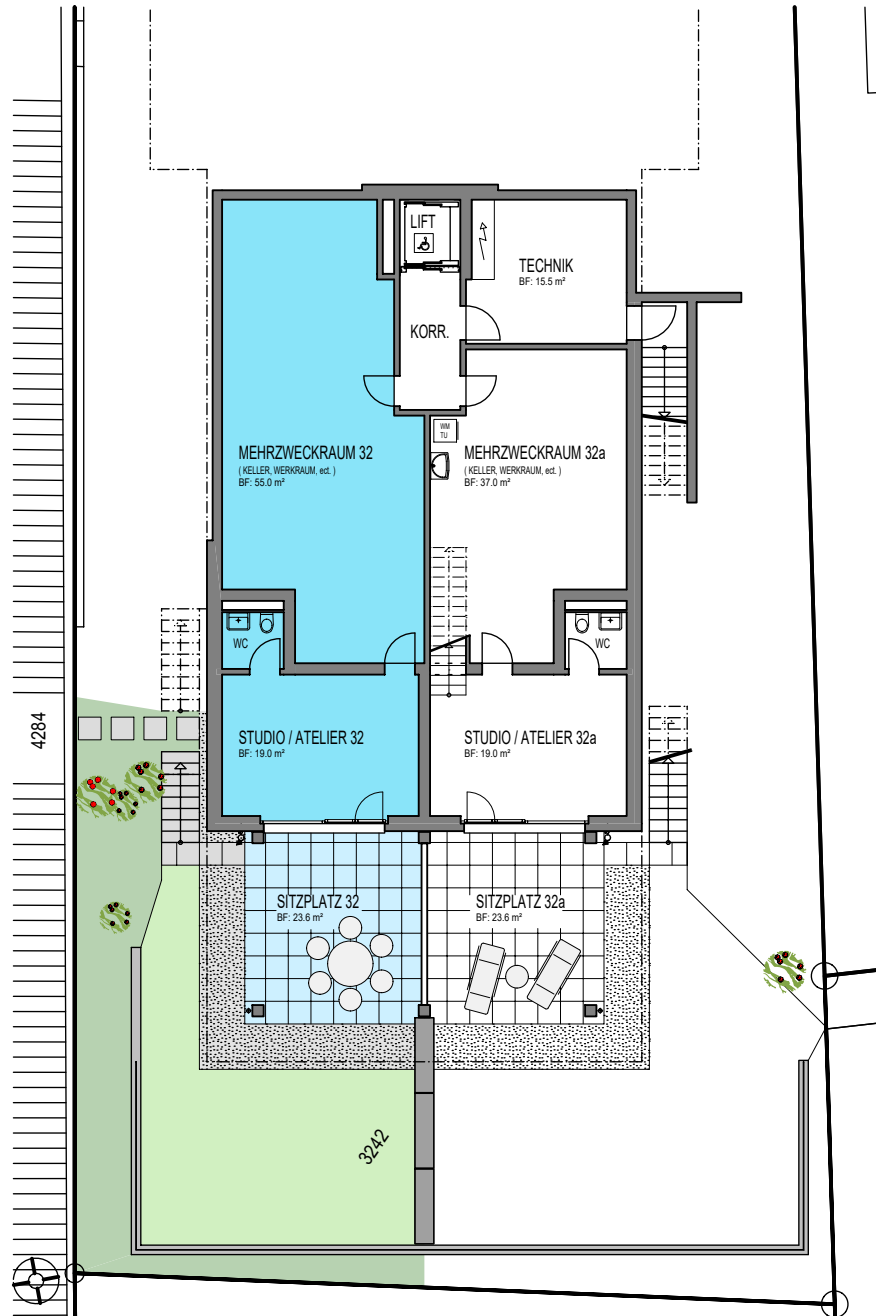 LIFT
TECHNIK
BF: 15.5 m²
KORR.
MEHRZWECKRAUM 32
( KELLER, WERKRAUM, ect. )
BF: 55.0 m²
WM
TU
MEHRZWECKRAUM 32a
( KELLER, WERKRAUM, ect. )
BF: 37.0 m²
WC
WC
STUDIO / ATELIER 32
BF: 19.0 m²
STUDIO / ATELIER 32a
BF: 19.0 m²
4284
SITZPLATZ 32
BF: 23.6 m²
SITZPLATZ 32a
BF: 23.6 m²
3242